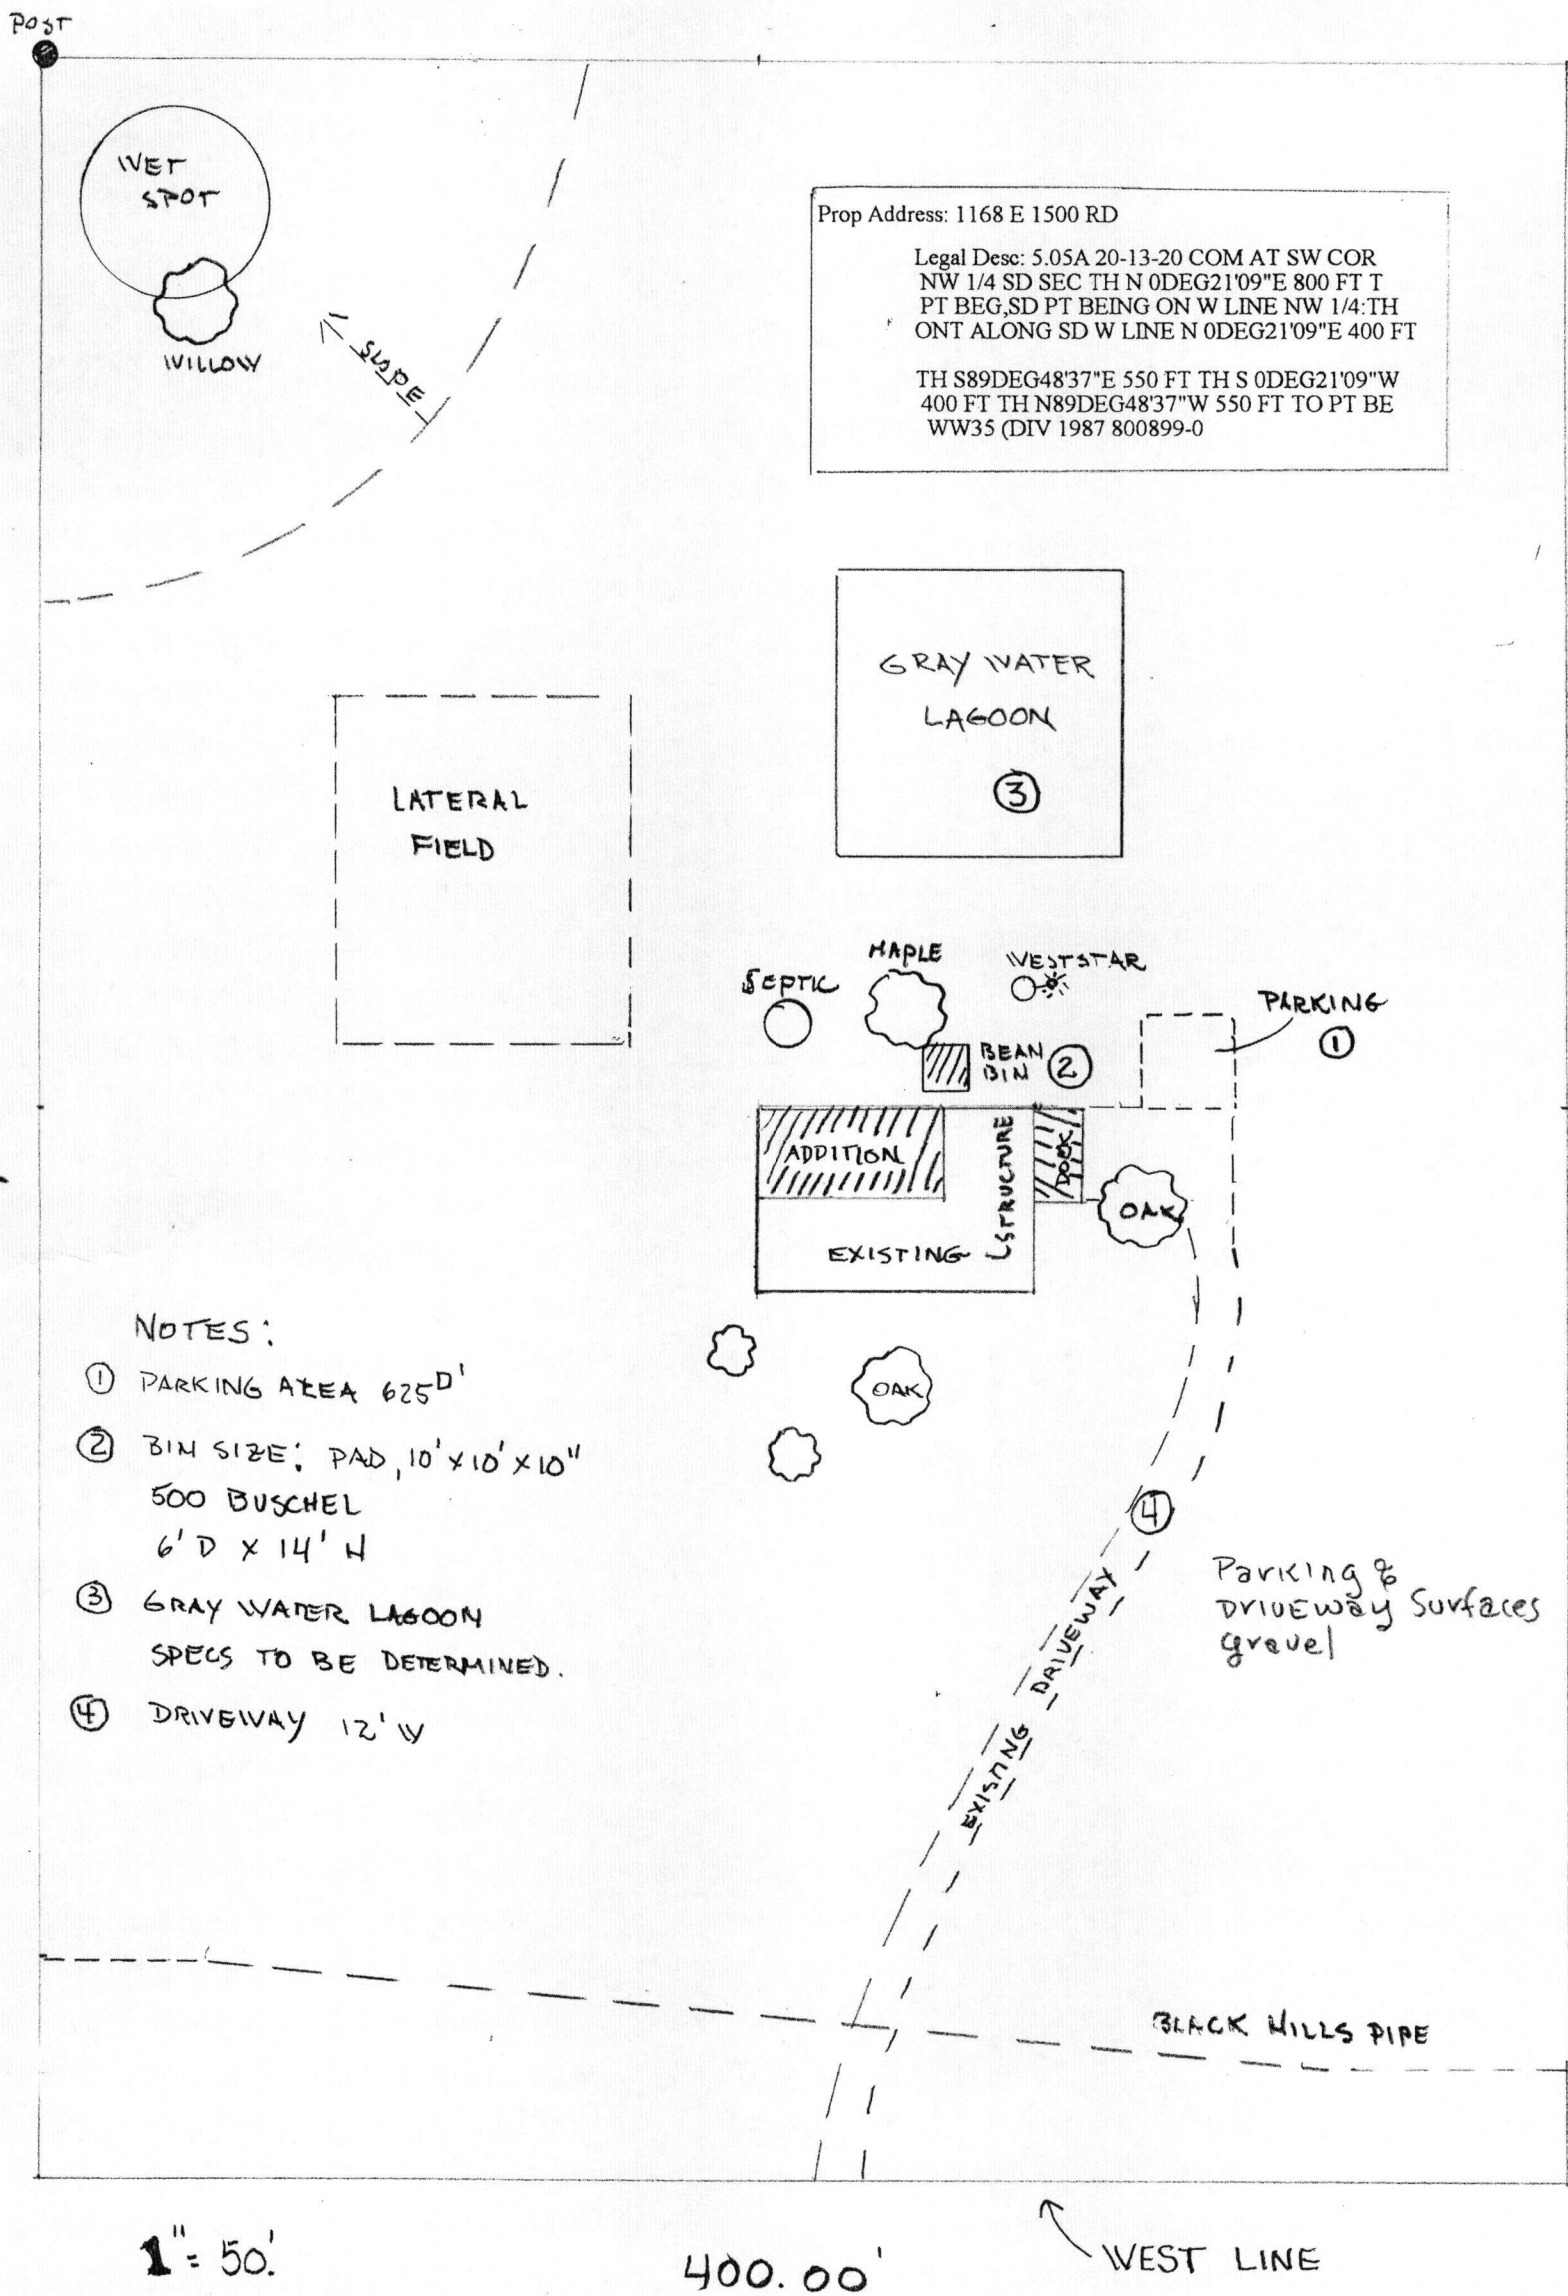 POST
WET
SPOT
WILLOW
SLOPE
Prop Address: 1168 E 1500 RD
Legal Desc: 5.05A 20-13-20 COM AT SW COR
NW 1/4 SD SEC TH N 0DEG21'09"E 800 FT T
PT BEG,SD PT BEING ON W LINE NW 1/4:TH
ONT ALONG SD W LINE N 0DEG21'09"E 400 FT
TH S89DEG48'37"E 550 FT TH S 0DEG21'09"W
400 FT TH N89DEG48'37"W 550 FT TO PT BE
WW35 (DIV 1987 800899-0
GRAY WATER
LAGOON
3
LATERAL
FIELD
SEPTIC
MAPLE
WESTSTAR
PARKING
1
BEAN
BIN
2
ADDITION
STRUCTURE
EXISTING
OAK
OAK
NOTES:
1 PARKING AREA 625□'
2 BIN SIZE: PAD, 10'x10'x10"
500 BUSCHEL
6' D x 14' H
3 GRAY WATER LAGOON
SPECS TO BE DETERMINED.
4 DRIVEWAY 12' W
4
Parking &
DRIVEWAY Surfaces
gravel
EXISTING DRIVEWAY
BLACK HILLS PIPE
1" = 50.'
400.00'
WEST LINE